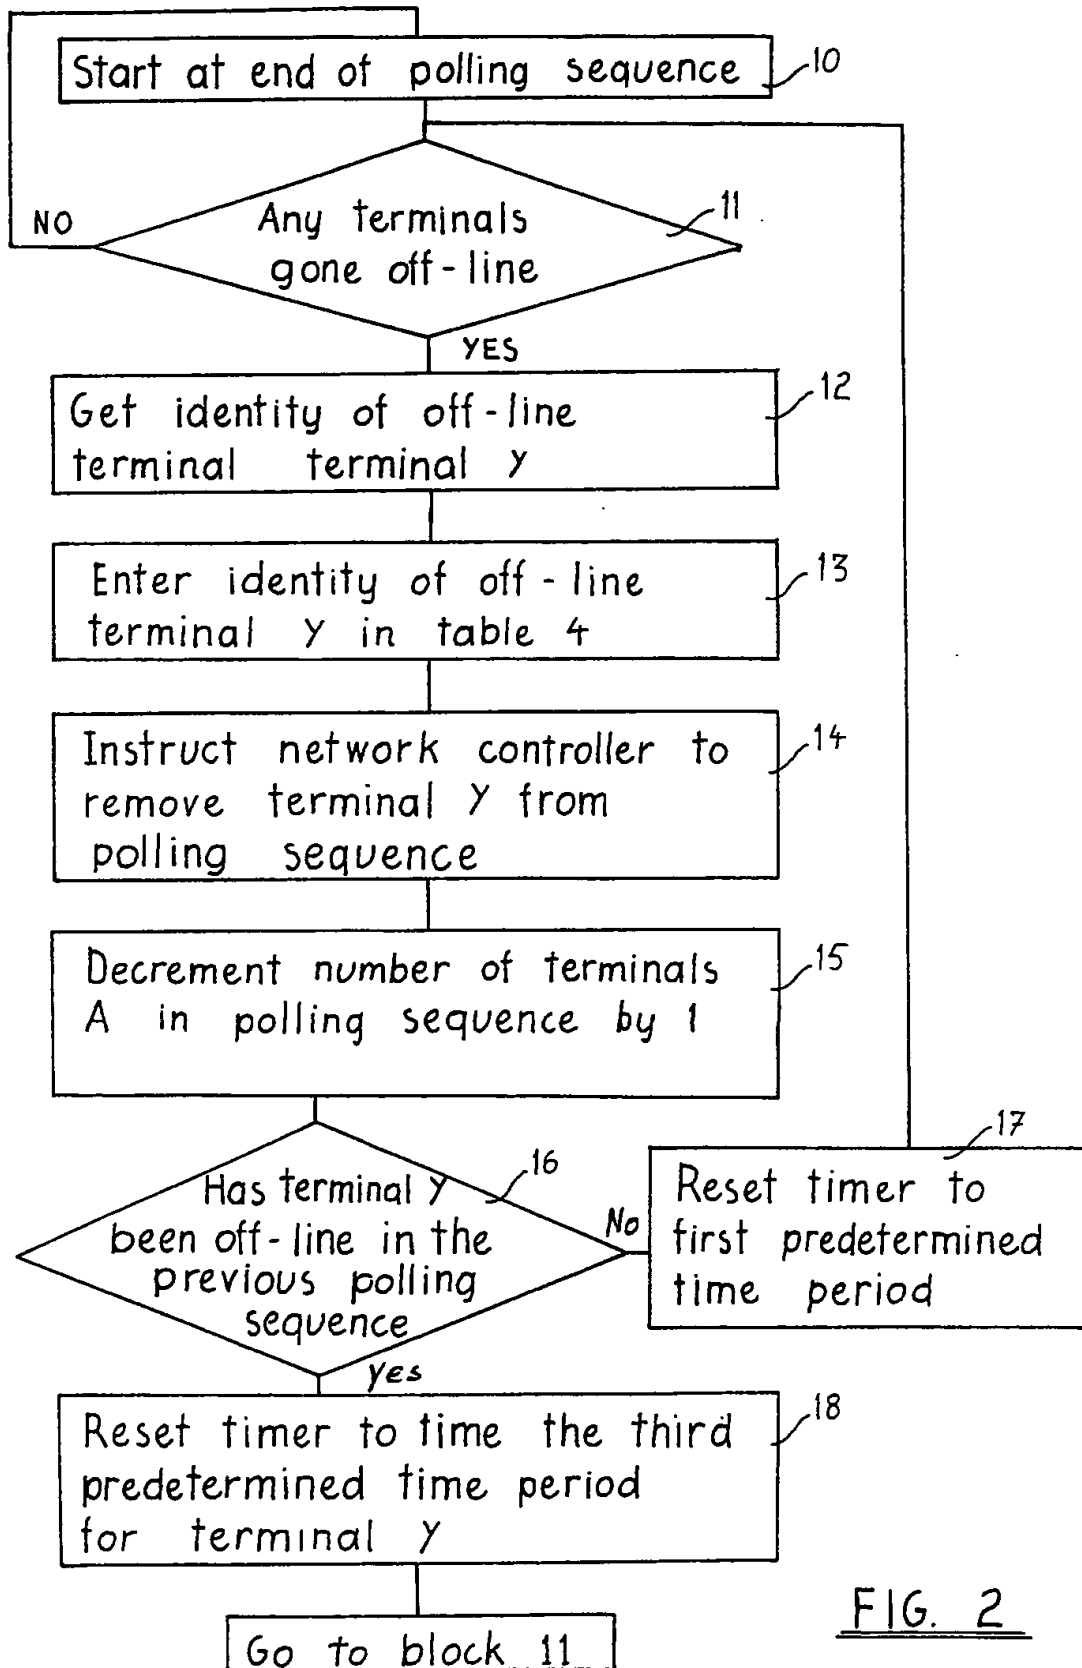 Start at end of polling sequence
10
Any terminals
gone off-line
11
NO
YES
Get identity of off-line
terminal terminal Y
12
Enter identity of off-line
terminal Y in table 4
13
Instruct network controller to
remove terminal Y from
polling sequence
14
Decrement number of terminals
A in polling sequence by 1
15
Has terminal Y
been off-line in the
previous polling
sequence
16
No
Reset timer to
first predetermined
time period
17
yes
Reset timer to time the third
predetermined time period
for terminal Y
18
Go to block 11
FIG. 2